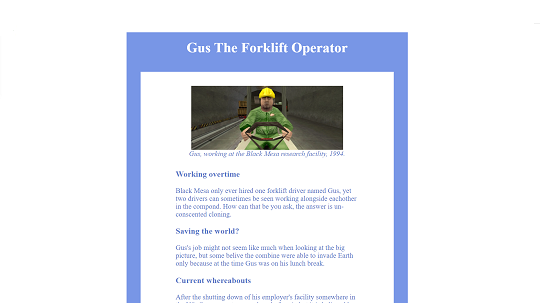 Gus The Forklift Operator
Gus, working at the Black Mesa research facility, 1994.
Working overtime
Black Mesa only ever hired one forklift driver named Gus, yet
two drivers can sometimes be seen working alongside eachother
in the compond. How can that be you ask, the answer is un-
conscented cloning.
Saving the world?
Gus's job might not seem like much when looking at the big
picture, but some belive the combine were able to invade Earth
only because at the time Gus was on his lunch break.
Current whereabouts
After the shutting down of his employer's facility somewhere in